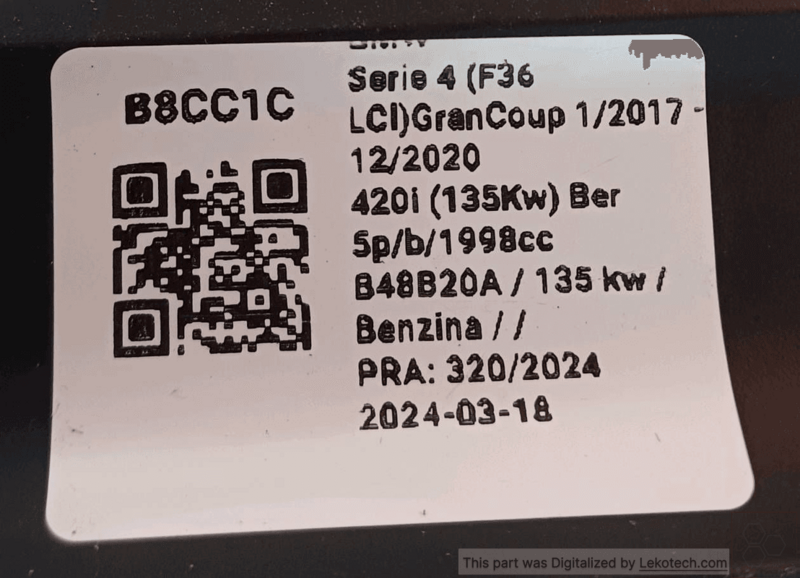 B8CC1C
BMW
Serie 4 (F36
LCI)GranCoup 1/2017 -
12/2020
420i (135Kw) Ber
5p/b/1998cc
B48B20A / 135 kw /
Benzina / /
PRA: 320/2024
2024-03-18
This part was Digitalized by Lekotech.com